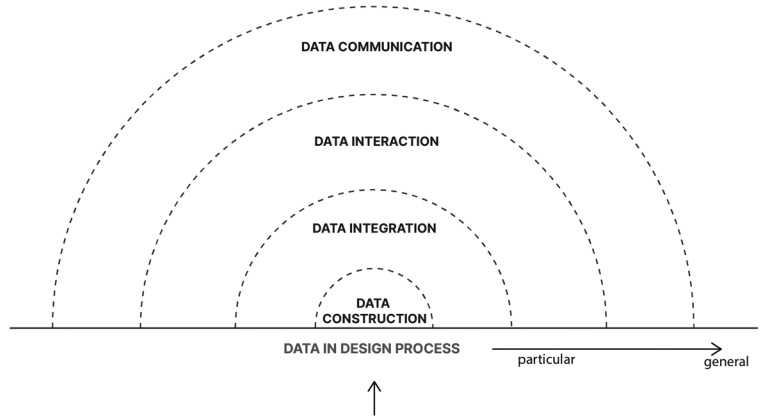 DATA COMMUNICATION
DATA INTERACTION
DATA INTEGRATION
DATA
CONSTRUCTION
DATA IN DESIGN PROCESS
particular
general